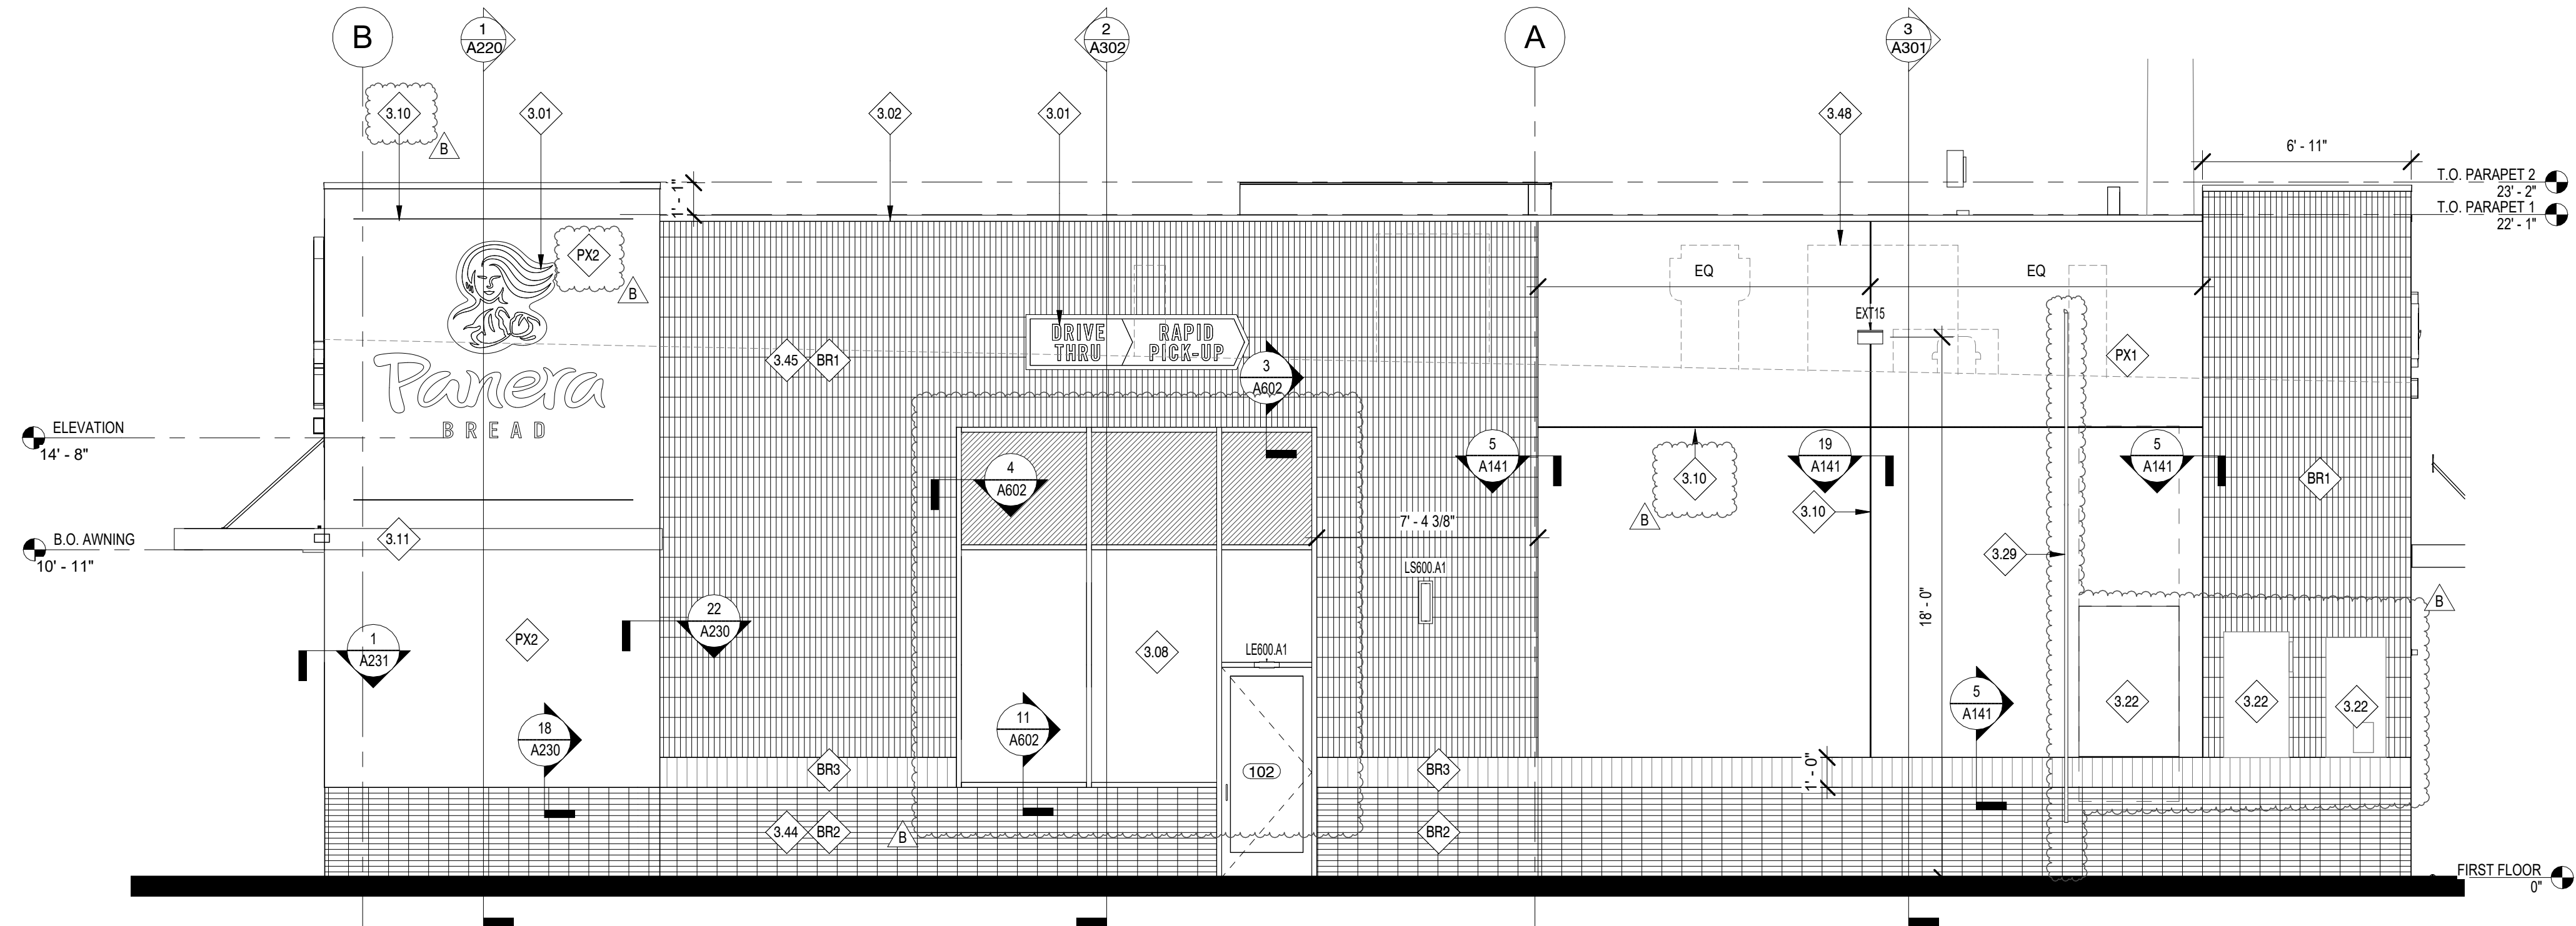 B
1
A220
2
A302
A
3
A301
3.10
B
3.01
3.02
3.01
3.48
6' - 11"
T.O. PARAPET 2
23' - 2"
T.O. PARAPET 1
22' - 1"
1' - 1"
PX2
B
EQ
EQ
EXT15
DRIVE THRU
RAPID PICK-UP
3.45
BR1
3
A602
PX1
Panera
BREAD
ELEVATION
14' - 8"
4
A602
5
A141
3.10
B
19
A141
5
A141
BR1
3.10
7' - 4 3/8"
B.O. AWNING
10' - 11"
3.11
3.29
LS600.A1
18' - 0"
B
22
A230
1
A231
PX2
3.08
LE600.A1
5
A141
3.22
3.22
3.22
18
A230
11
A602
BR3
102
BR3
1' - 0"
3.44
BR2
B
BR2
FIRST FLOOR
0"